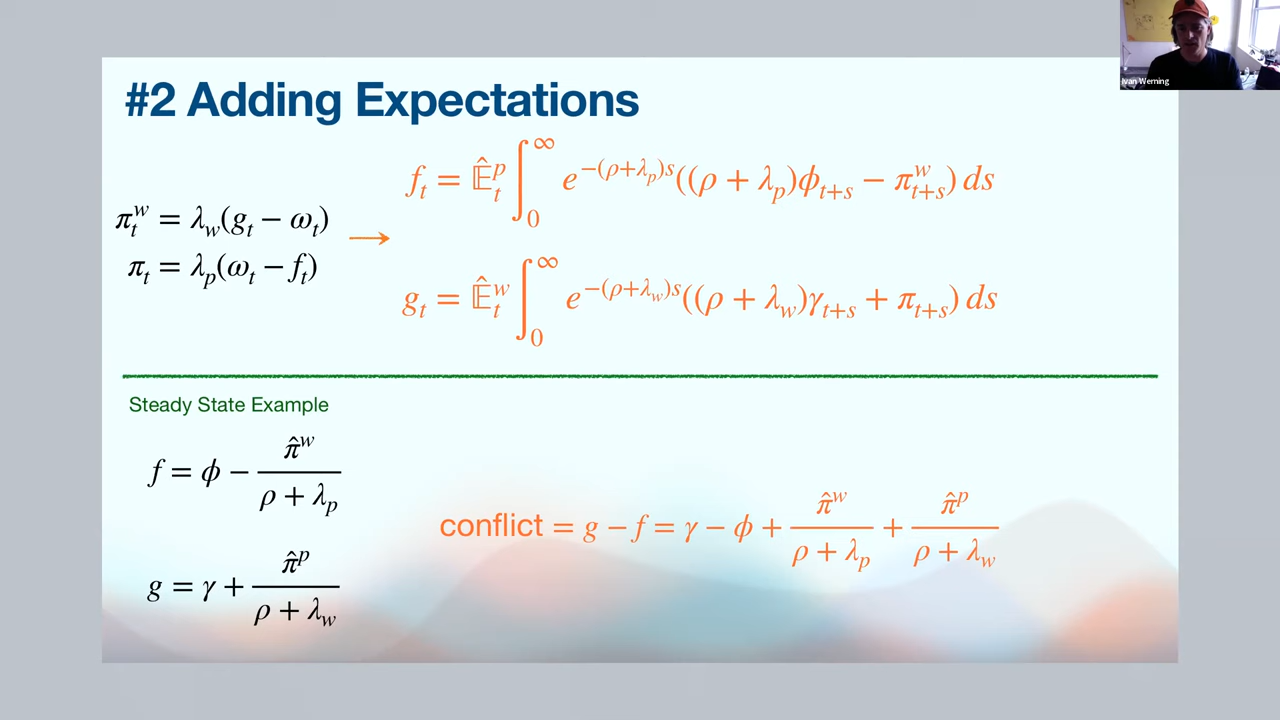 Ivan Werning
#2 Adding Expectations
π_t^w = λ_w(g_t − ω_t)
π_t = λ_p(ω_t − f_t)
→
f_t = 𝔼̂_t^p ∫_0^∞ e^{−(ρ+λ_p)s}((ρ + λ_p)ϕ_{t+s} − π_{t+s}^w) ds
g_t = 𝔼̂_t^w ∫_0^∞ e^{−(ρ+λ_w)s}((ρ + λ_w)γ_{t+s} + π_{t+s}) ds
Steady State Example
f = ϕ − π̂^w / (ρ + λ_p)
g = γ + π̂^p / (ρ + λ_w)
conflict = g − f = γ − ϕ + π̂^w / (ρ + λ_p) + π̂^p / (ρ + λ_w)